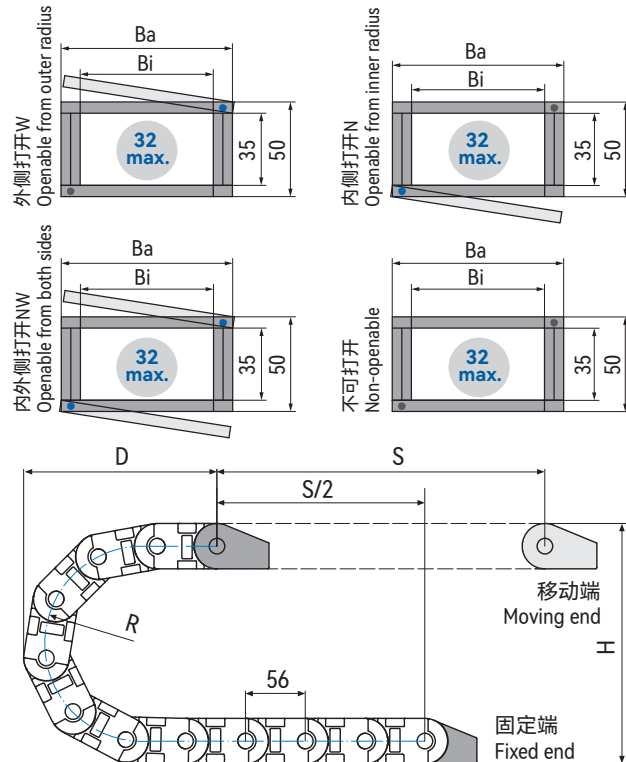 Ba
Bi
外侧打开W
Openable from outer radius
32
max.
35
50
Ba
Bi
内侧打开N
Openable from inner radius
32
max.
35
50
Ba
Bi
内外侧打开NW
Openable from both sides
32
max.
35
50
Ba
Bi
不可打开
Non-openable
32
max.
35
50
D
S
S/2
R
56
H
移动端
Moving end
固定端
Fixed end